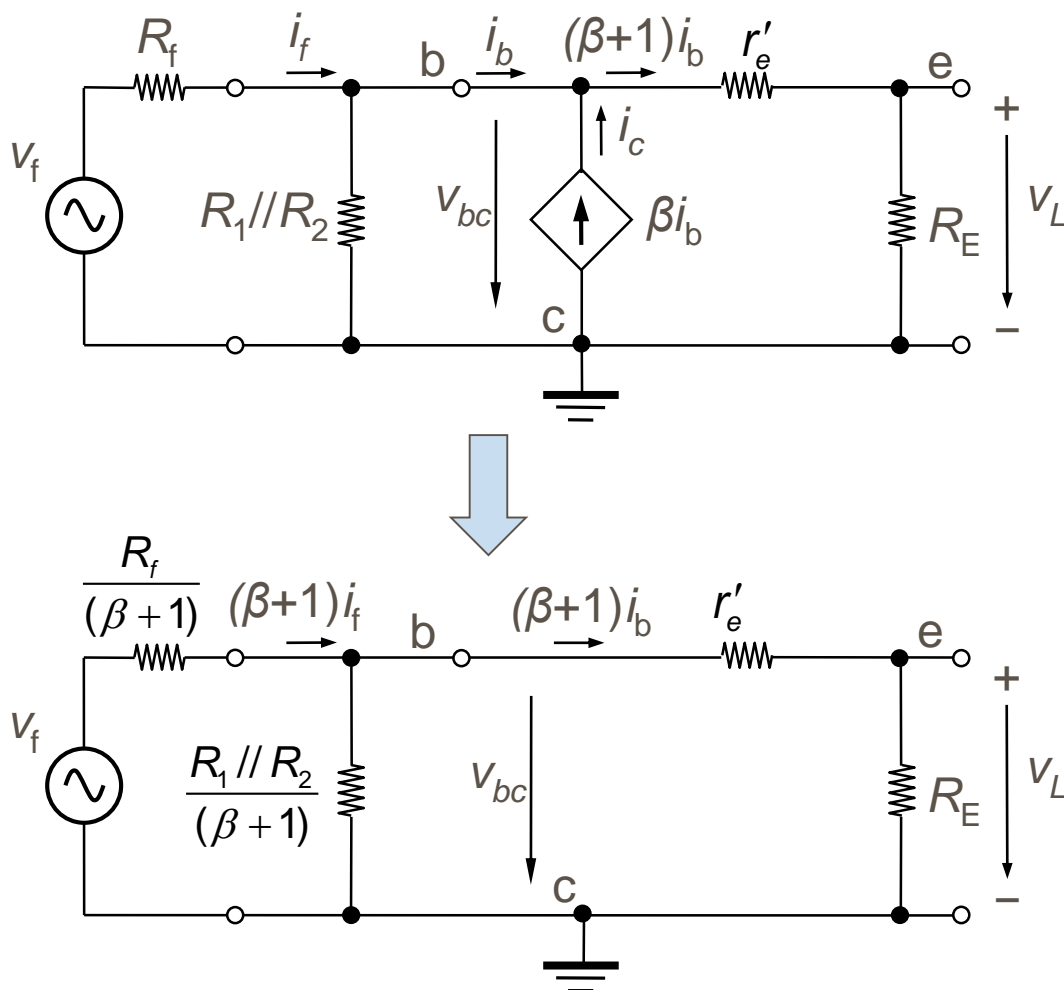 R_f i_f b i_b (β+1)i_b r'_e e
+
i_c
v_f R_1//R_2 v_bc βi_b R_E v_L
c
−
R_f
(β+1) (β+1)i_f b (β+1)i_b r'_e e
+
v_f R_1 // R_2
(β+1) v_bc R_E v_L
c
−